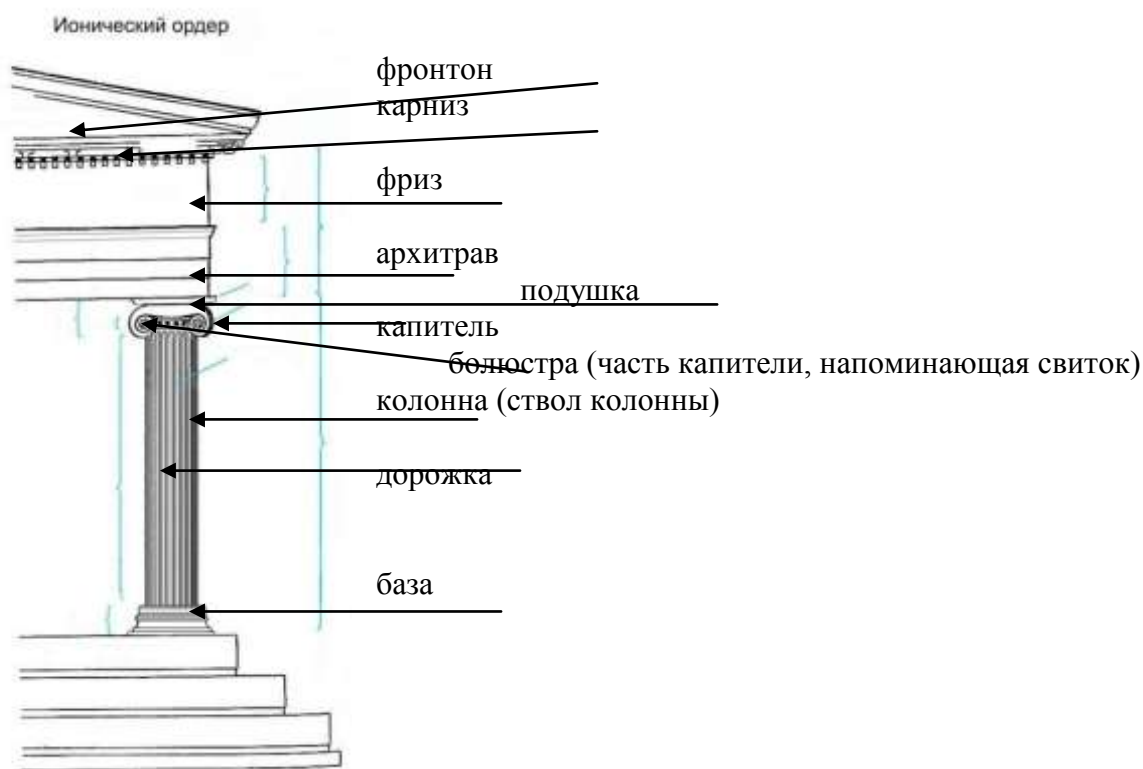 Ионический ордер
фронтон
карниз
фриз
архитрав
подушка
капитель
болюстра (часть капители, напоминающая свиток)
колонна (ствол колонны)
дорожка
база